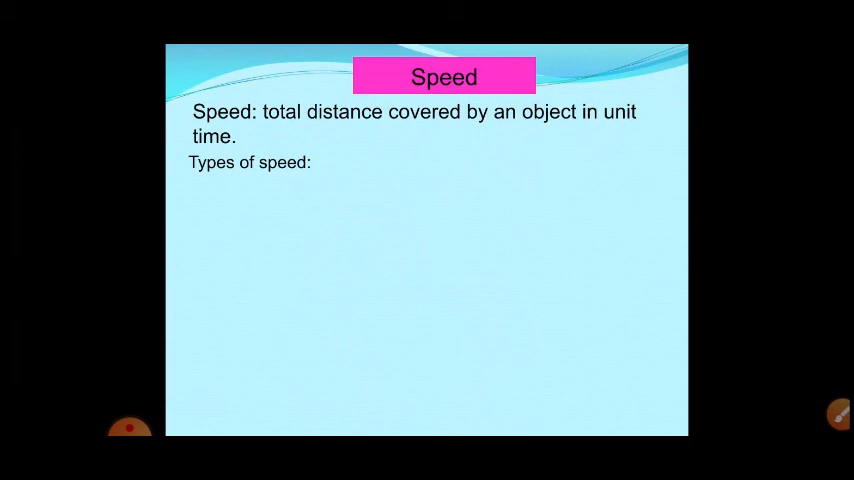 Speed
Speed: total distance covered by an object in unit
time.
Types of speed: